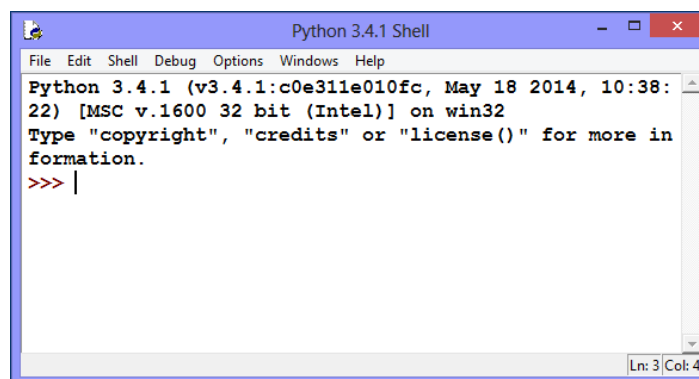 Python 3.4.1 Shell
File Edit Shell Debug Options Windows Help
Python 3.4.1 (v3.4.1:c0e311e010fc, May 18 2014, 10:38:
22) [MSC v.1600 32 bit (Intel)] on win32
Type "copyright", "credits" or "license()" for more in
formation.
>>>
Ln: 3 Col: 4